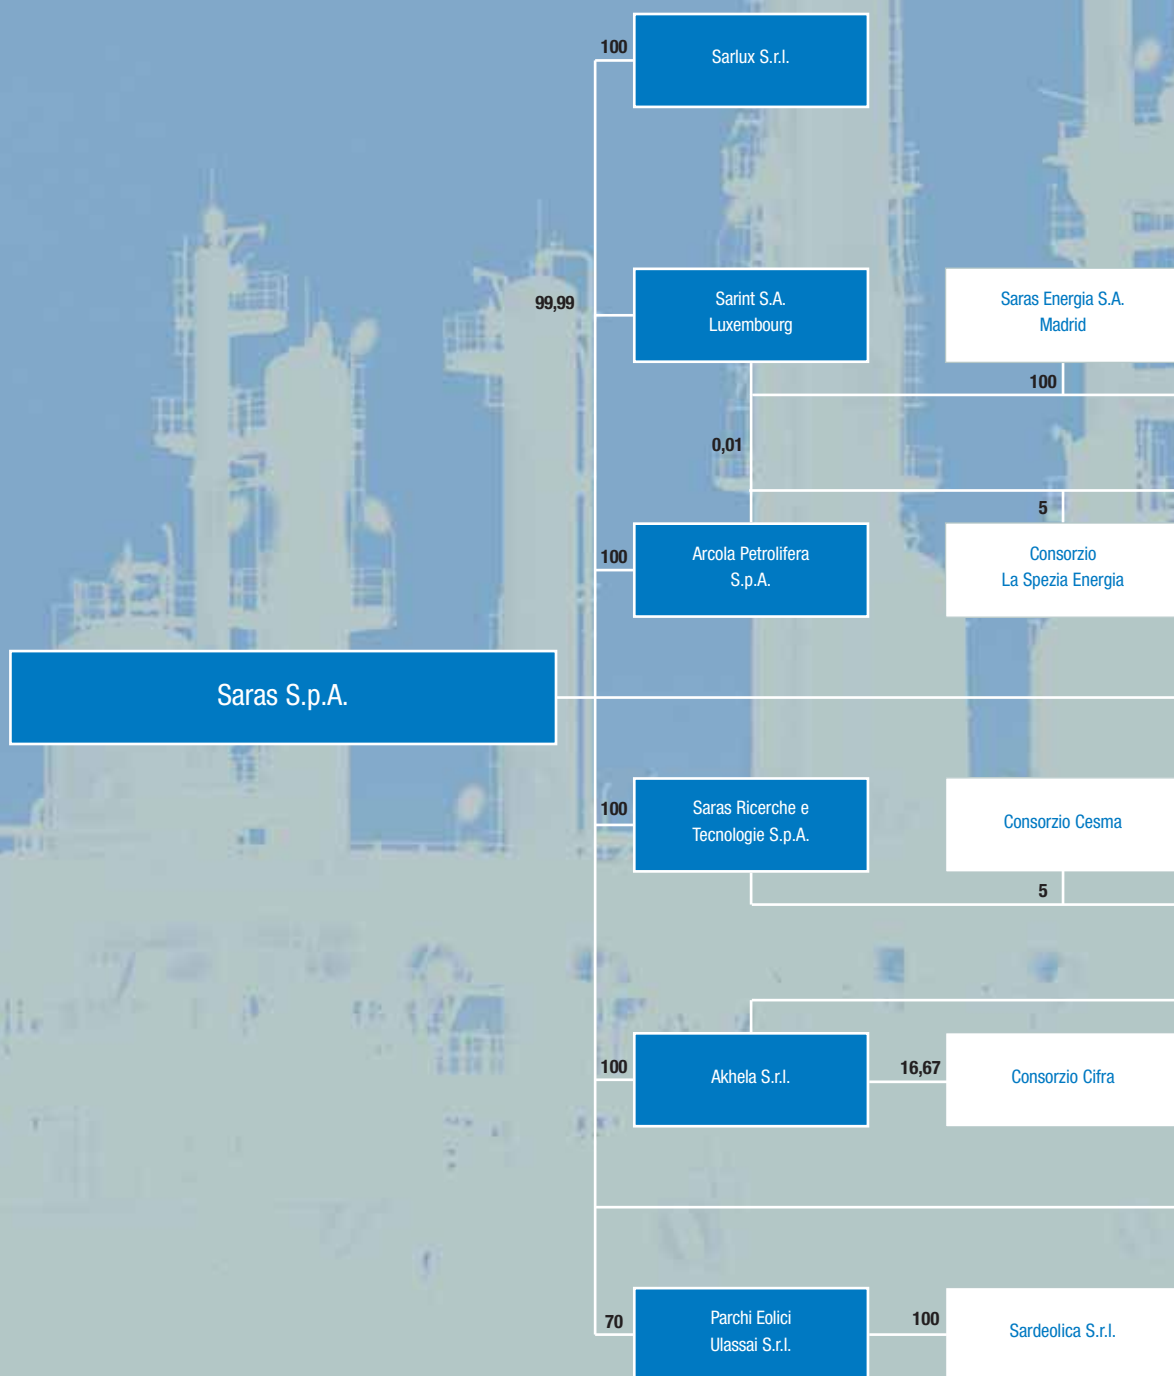 100
Sarlux S.r.l.
99,99
Sarint S.A.
Luxembourg
Saras Energia S.A.
Madrid
100
0,01
5
100
Arcola Petrolifera
S.p.A.
Consorzio
La Spezia Energia
Saras S.p.A.
100
Saras Ricerche e
Tecnologie S.p.A.
Consorzio Cesma
5
100
Akhela S.r.l.
16,67
Consorzio Cifra
70
Parchi Eolici
Ulassai S.r.l.
100
Sardeolica S.r.l.